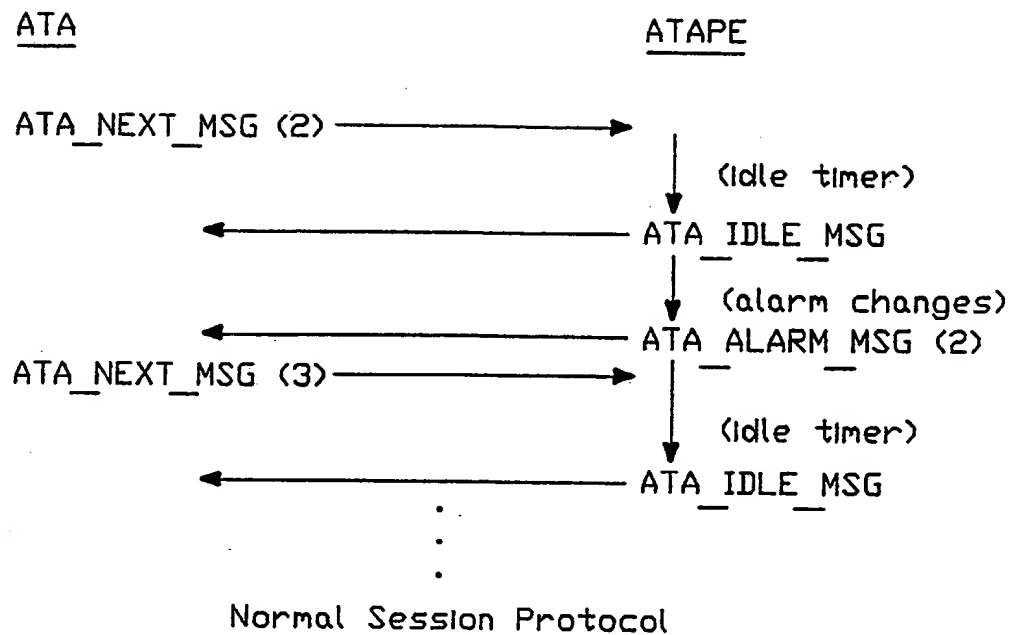 ATA ATAPE
ATA_NEXT_MSG (2)
(idle timer)
ATA_IDLE_MSG
(alarm changes)
ATA_ALARM_MSG (2)
ATA_NEXT_MSG (3)
(idle timer)
ATA_IDLE_MSG
Normal Session Protocol